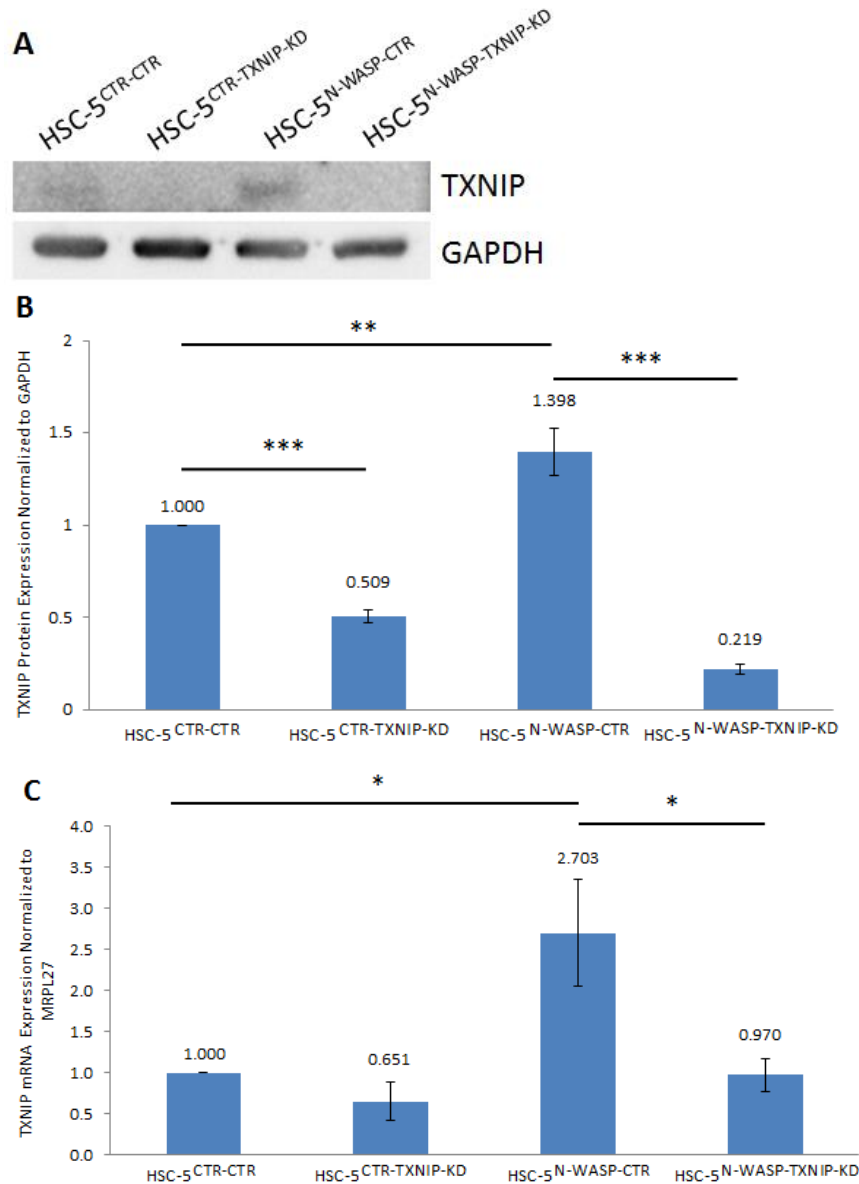 A
HSC-5CTR-CTR
HSC-5CTR-TXNIP-KD
HSC-5N-WASP-CTR
HSC-5N-WASP-TXNIP-KD
TXNIP
GAPDH
B
TXNIP Protein Expression Normalized to GAPDH
2
1.5
1
0.5
0
**
***
***
1.000
0.509
1.398
0.219
HSC-5 CTR-CTR
HSC-5 CTR-TXNIP-KD
HSC-5 N-WASP-CTR
HSC-5 N-WASP-TXNIP-KD
C
TXNIP mRNA Expression Normalized to
MRPL27
4.0
3.5
3.0
2.5
2.0
1.5
1.0
0.5
0.0
*
*
1.000
0.651
2.703
0.970
HSC-5CTR-CTR
HSC-5CTR-TXNIP-KD
HSC-5N-WASP-CTR
HSC-5N-WASP-TXNIP-KD